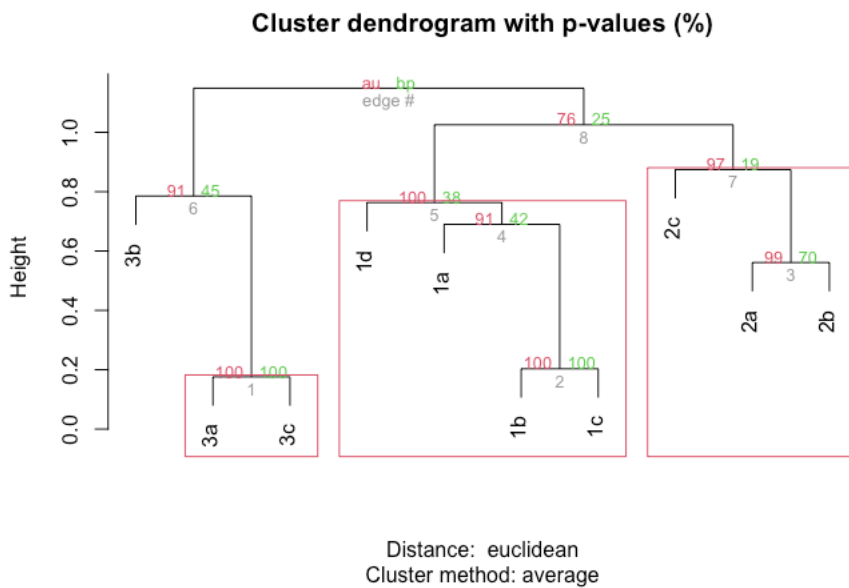 Cluster dendrogram with p-values (%)
au bp
edge #
76 25
8
97 19
7
91 45
6
100 38
5
91 42
4
99 70
3
100 100
2
100 100
1
3b
1d
1a
2c
2a
2b
1b
1c
3a
3c
Height
1.0
0.8
0.6
0.4
0.2
0.0
Distance: euclidean
Cluster method: average